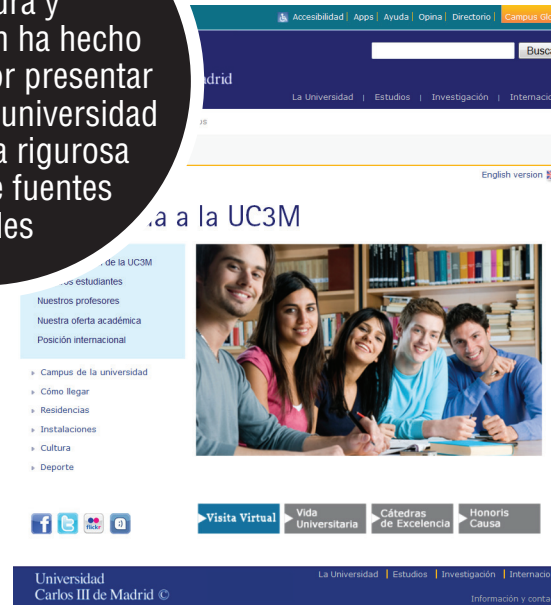 ura y
n ha hecho
or presentar
universidad
a rigurosa
e fuentes
les
Accesibilidad | Apps | Ayuda | Opina | Directorio | Campus Glo
Busca
adrid
La Universidad | Estudios | Investigación | Internacio
os
English version
a a la UC3M
de la UC3M
os estudiantes
Nuestros profesores
Nuestra oferta académica
Posición internacional
Campus de la universidad
Cómo llegar
Residencias
Instalaciones
Cultura
Deporte
flickr
Visita Virtual
Vida
Universitaria
Cátedras
de Excelencia
Honoris
Causa
Universidad
Carlos III de Madrid ©
La Universidad | Estudios | Investigación | Internacio
Información y conta